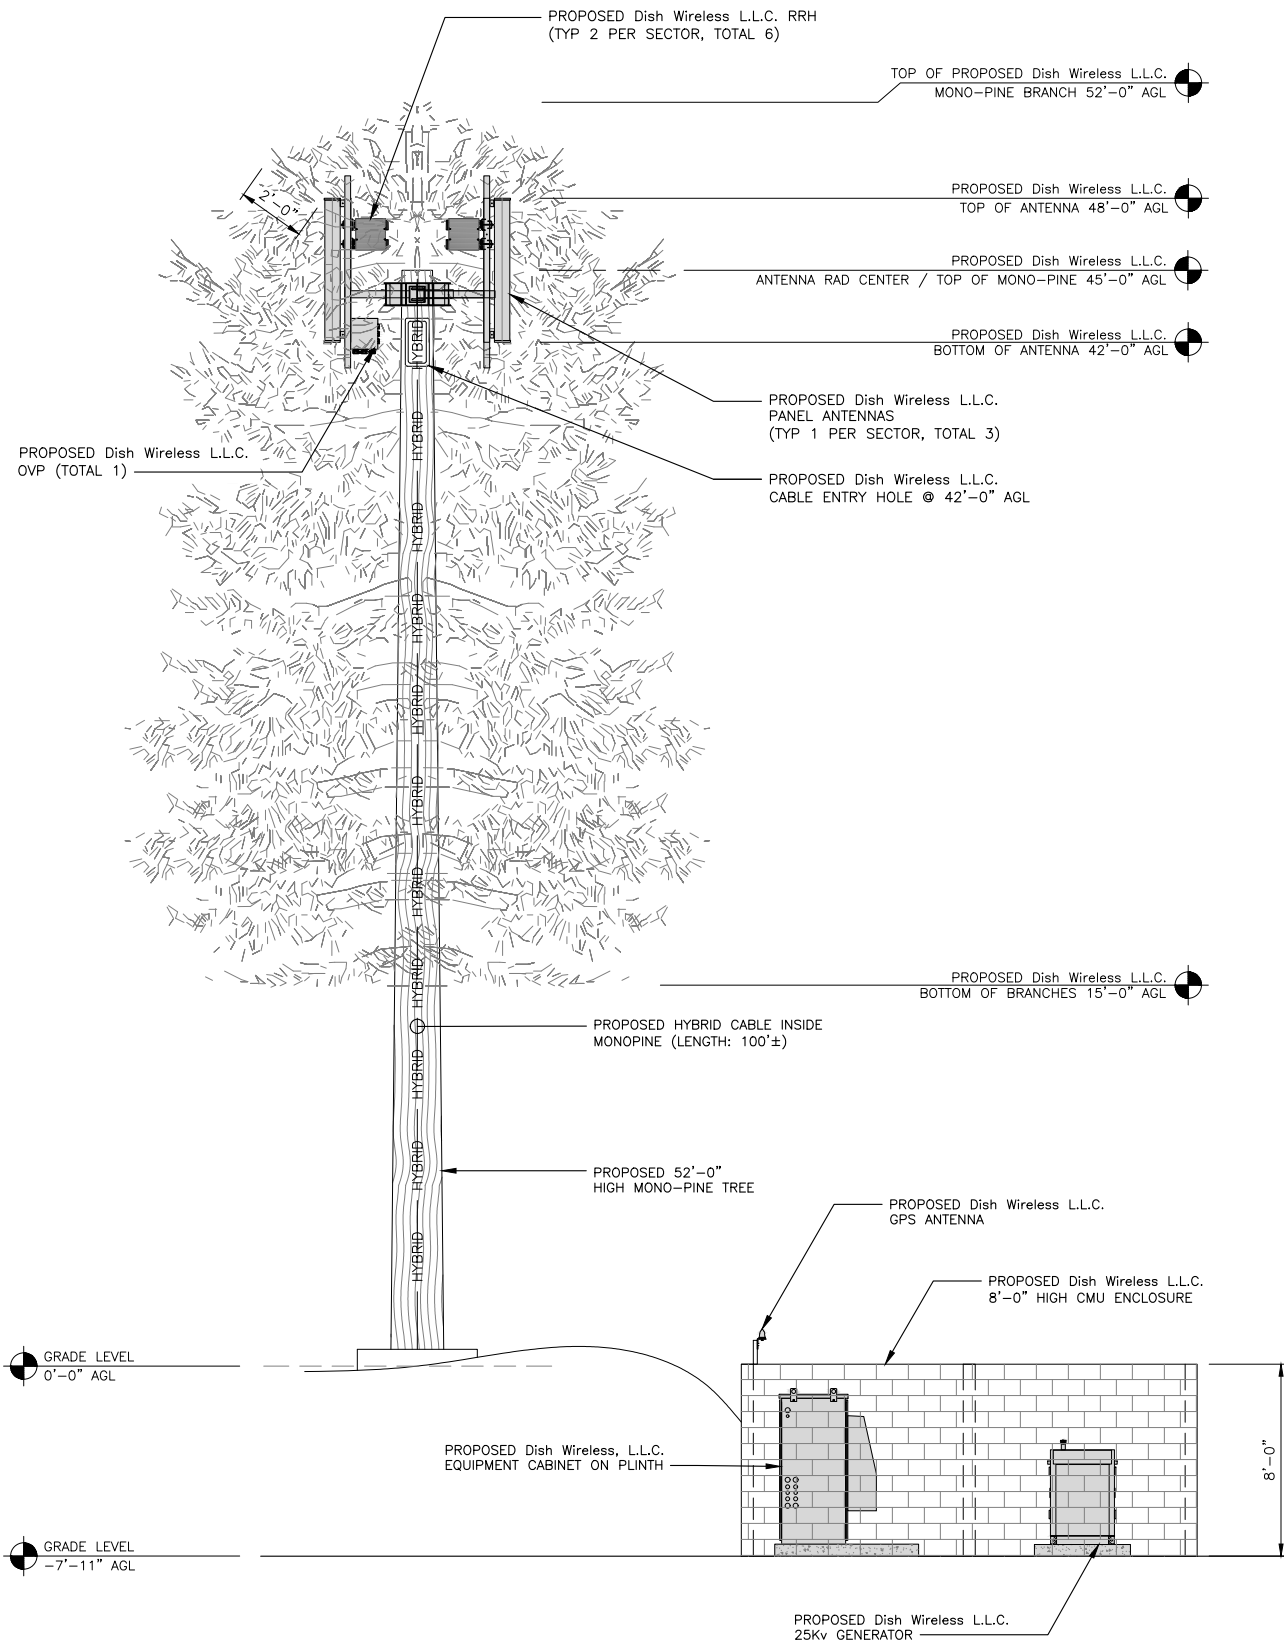 PROPOSED Dish Wireless L.L.C. RRH
(TYP 2 PER SECTOR, TOTAL 6)
TOP OF PROPOSED Dish Wireless L.L.C.
MONO-PINE BRANCH 52'-0" AGL
2'-0"
PROPOSED Dish Wireless L.L.C.
TOP OF ANTENNA 48'-0" AGL
PROPOSED Dish Wireless L.L.C.
ANTENNA RAD CENTER / TOP OF MONO-PINE 45'-0" AGL
PROPOSED Dish Wireless L.L.C.
BOTTOM OF ANTENNA 42'-0" AGL
PROPOSED Dish Wireless L.L.C.
PANEL ANTENNAS
(TYP 1 PER SECTOR, TOTAL 3)
PROPOSED Dish Wireless L.L.C.
OVP (TOTAL 1)
PROPOSED Dish Wireless L.L.C.
CABLE ENTRY HOLE @ 42'-0" AGL
HYBRID
HYBRID
HYBRID
HYBRID
HYBRID
HYBRID
HYBRID
HYBRID
HYBRID
HYBRID
HYBRID
PROPOSED Dish Wireless L.L.C.
BOTTOM OF BRANCHES 15'-0" AGL
PROPOSED HYBRID CABLE INSIDE
MONOPINE (LENGTH: 100'±)
PROPOSED 52'-0"
HIGH MONO-PINE TREE
PROPOSED Dish Wireless L.L.C.
GPS ANTENNA
PROPOSED Dish Wireless L.L.C.
8'-0" HIGH CMU ENCLOSURE
GRADE LEVEL
0'-0" AGL
PROPOSED Dish Wireless, L.L.C.
EQUIPMENT CABINET ON PLINTH
8'-0"
GRADE LEVEL
-7'-11" AGL
PROPOSED Dish Wireless L.L.C.
25Kv GENERATOR